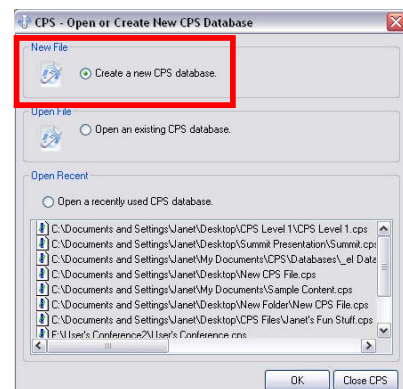 CPS - Open or Create New CPS Database
New File
Create a new CPS database.
Open File
Open an existing CPS database.
Open Recent
Open a recently used CPS database.
C:\Documents and Settings\Janet\Desktop\CPS Level 1\CPS Level 1.cps
C:\Documents and Settings\Janet\Desktop\Summit Presentation\Summit.cps
C:\Documents and Settings\Janet\My Documents\CPS\Databases\_el Data
C:\Documents and Settings\Janet\Desktop\New CPS File.cps
C:\Documents and Settings\Janet\My Documents\Sample Content.cps
C:\Documents and Settings\Janet\Desktop\New Folder\New CPS File.cps
C:\Documents and Settings\Janet\Desktop\CPS Files\Janet's Fun Stuff.cps
F:\User's Conference2\User's Conference.cps
OK
Close CPS